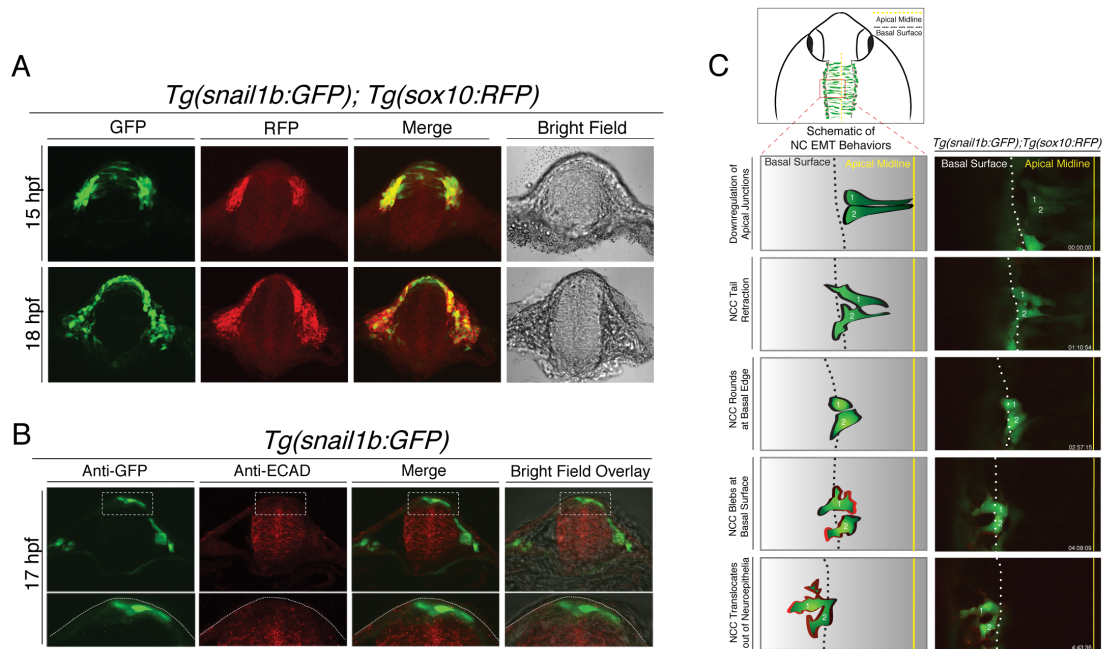 A
Tg(snail1b:GFP); Tg(sox10:RFP)
GFP
RFP
Merge
Bright Field
15 hpf
18 hpf
B
Tg(snail1b:GFP)
Anti-GFP
Anti-ECAD
Merge
Bright Field Overlay
17 hpf
C
Apical Midline
Basal Surface
Schematic of
NC EMT Behaviors
Tg(snail1b:GFP);Tg(sox10:RFP)
Downregulation of
Apical Junctions
Basal Surface
Apical Midline
1
2
Basal Surface
Apical Midline
1
2
00:00:00
NCC Tail
Retraction
1
2
1
2
01:10:54
NCC Rounds
at Basal Edge
1
2
1
2
02:57:15
NCC Blebs at
Basal Surface
1
2
1
2
04:08:09
NCC Translocates
out of Neuroepithelia
1
2
1
2
4:43:36